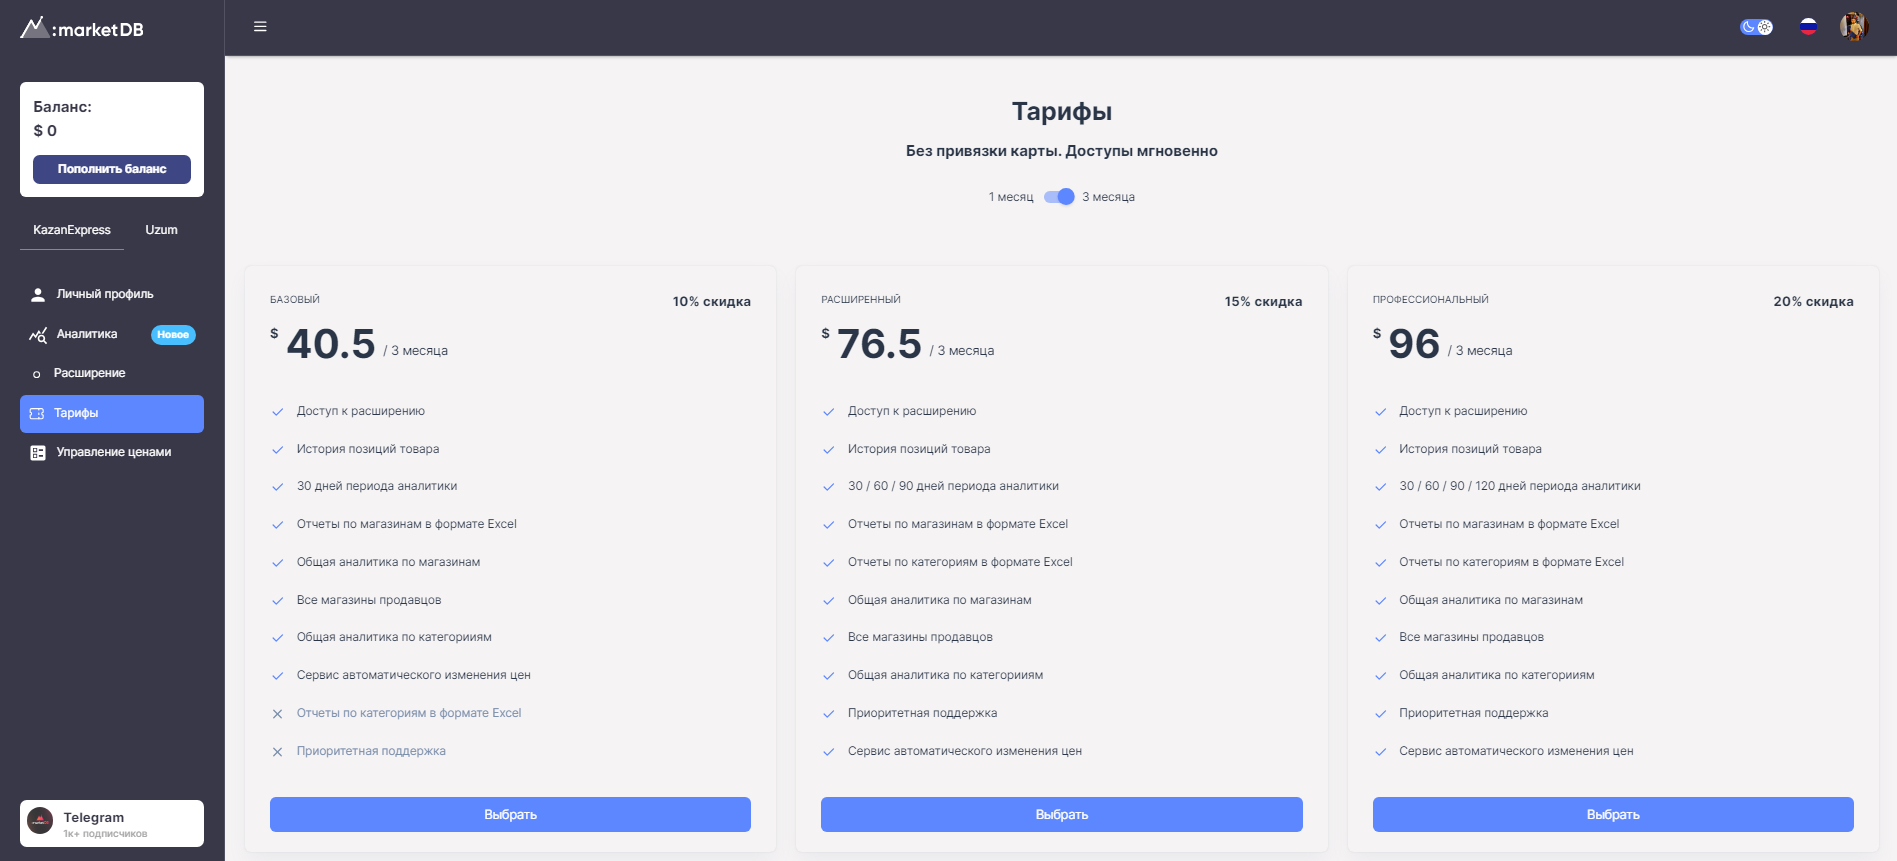 :marketDB
Баланс:
$ 0
Пополнить баланс
KazanExpress Uzum
Личный профиль
Аналитика Новое
Расширение
Тарифы
Управление ценами
Telegram
1к+ подписчиков
Тарифы
Без привязки карты. Доступы мгновенно
1 месяц 3 месяца
БАЗОВЫЙ 10% скидка
$ 40.5 / 3 месяца
Доступ к расширению
История позиций товара
30 дней периода аналитики
Отчеты по магазинам в формате Excel
Общая аналитика по магазинам
Все магазины продавцов
Общая аналитика по категорииям
Сервис автоматического изменения цен
Отчеты по категориям в формате Excel
Приоритетная поддержка
Выбрать
РАСШИРЕННЫЙ 15% скидка
$ 76.5 / 3 месяца
Доступ к расширению
История позиций товара
30 / 60 / 90 дней периода аналитики
Отчеты по магазинам в формате Excel
Отчеты по категориям в формате Excel
Общая аналитика по магазинам
Все магазины продавцов
Общая аналитика по категорииям
Приоритетная поддержка
Сервис автоматического изменения цен
Выбрать
ПРОФЕССИОНАЛЬНЫЙ 20% скидка
$ 96 / 3 месяца
Доступ к расширению
История позиций товара
30 / 60 / 90 / 120 дней периода аналитики
Отчеты по магазинам в формате Excel
Отчеты по категориям в формате Excel
Общая аналитика по магазинам
Все магазины продавцов
Общая аналитика по категорииям
Приоритетная поддержка
Сервис автоматического изменения цен
Выбрать